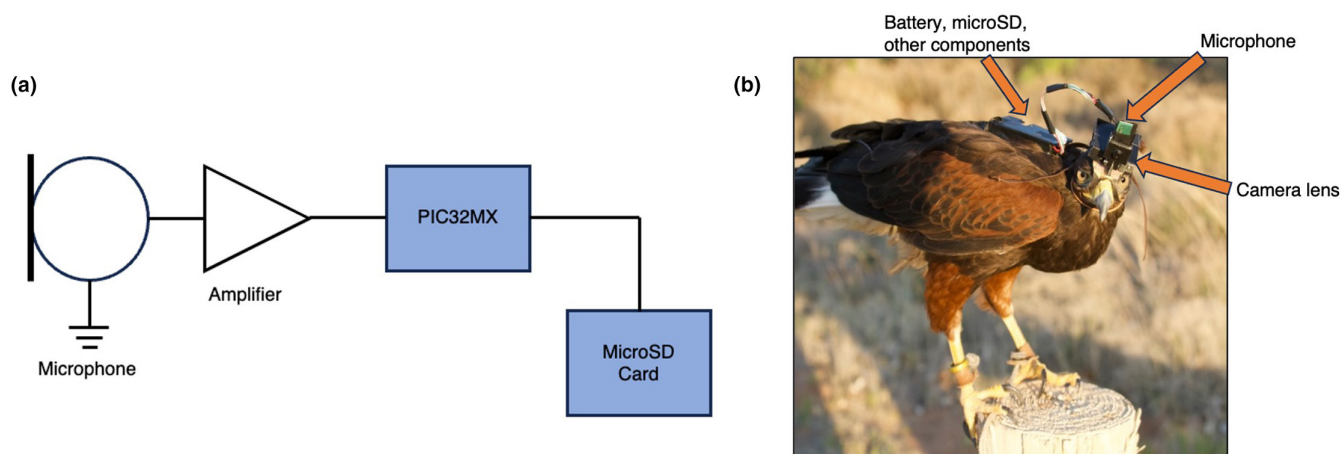 (a)
Microphone
Amplifier
PIC32MX
MicroSD
Card
(b)
Battery, microSD,
other components
Microphone
Camera lens